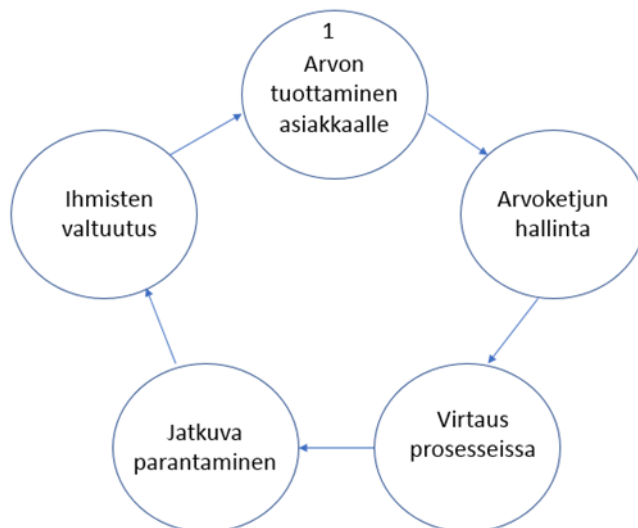 1
Arvon
tuottaminen
asiakkaalle
Arvoketjun
hallinta
Virtaus
prosesseissa
Jatkuva
parantaminen
Ihmisten
valtuutus